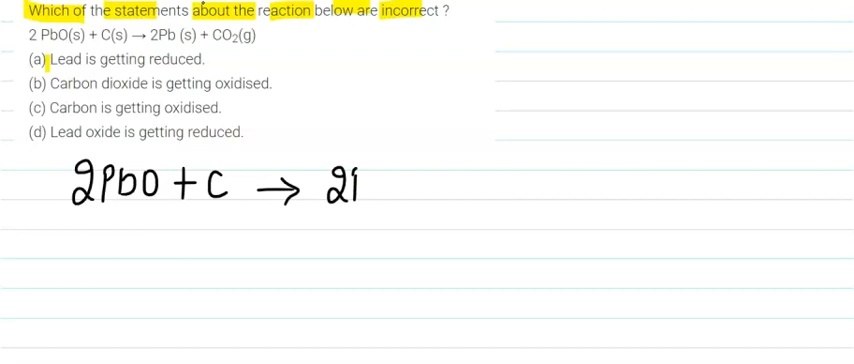 Which of the statements about the reaction below are incorrect ?
2 PbO(s) + C(s) → 2Pb (s) + CO₂(g)
(a) Lead is getting reduced.
(b) Carbon dioxide is getting oxidised.
(c) Carbon is getting oxidised.
(d) Lead oxide is getting reduced.
2PbO + C → 2